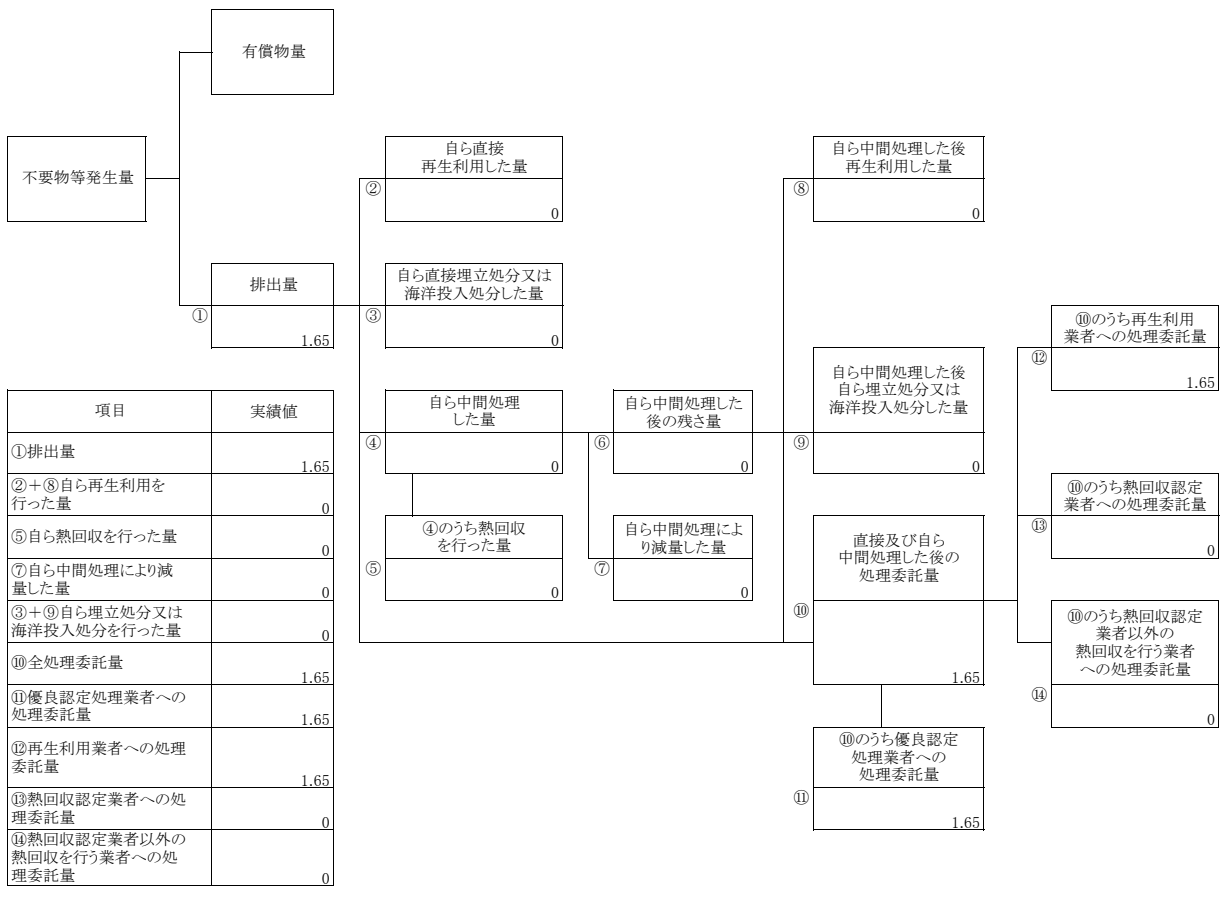 有償物量
不要物等発生量
自ら直接
再生利用した量
②
0
自ら中間処理した後
再生利用した量
⑧
0
排出量
①
1.65
自ら直接埋立処分又は
海洋投入処分した量
③
0
⑩のうち再生利用
業者への処理委託量
⑫
1.65
自ら中間処理
した量
④
0
自ら中間処理した
後の残さ量
⑥
0
自ら中間処理した後
自ら埋立処分又は
海洋投入処分した量
⑨
0
⑩のうち熱回収認定
業者への処理委託量
⑬
0
④のうち熱回収
を行った量
⑤
0
自ら中間処理によ
り減量した量
⑦
0
直接及び自ら
中間処理した後の
処理委託量
⑩
1.65
⑩のうち熱回収認定
業者以外の
熱回収を行う業者
への処理委託量
⑭
0
⑩のうち優良認定
処理業者への
処理委託量
⑪
1.65
項目 実績値
①排出量
1.65
②＋⑧自ら再生利用を
行った量
0
⑤自ら熱回収を行った量
0
⑦自ら中間処理により減
量した量
0
③＋⑨自ら埋立処分又は
海洋投入処分を行った量
0
⑩全処理委託量
1.65
⑪優良認定処理業者への
処理委託量
1.65
⑫再生利用業者への処理
委託量
1.65
⑬熱回収認定業者への処
理委託量
0
⑭熱回収認定業者以外の
熱回収を行う業者への処
理委託量
0